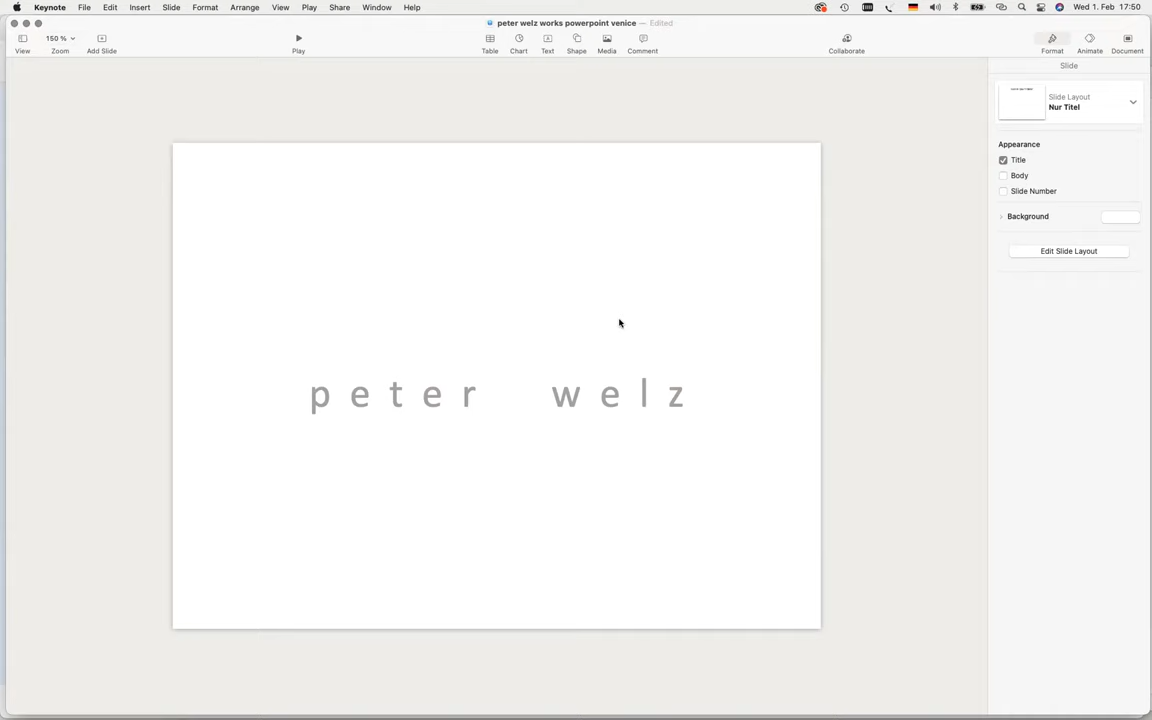 Keynote File Edit Insert Slide Format Arrange View Play Share Window Help Wed 1. Feb 17:50
peter welz works powerpoint venice — Edited
150 %
View Zoom Add Slide Play Table Chart Text Shape Media Comment Collaborate Format Animate Document
Slide
Slide Layout
Nur Titel
Appearance
Title
Body
Slide Number
Background
Edit Slide Layout
peter welz